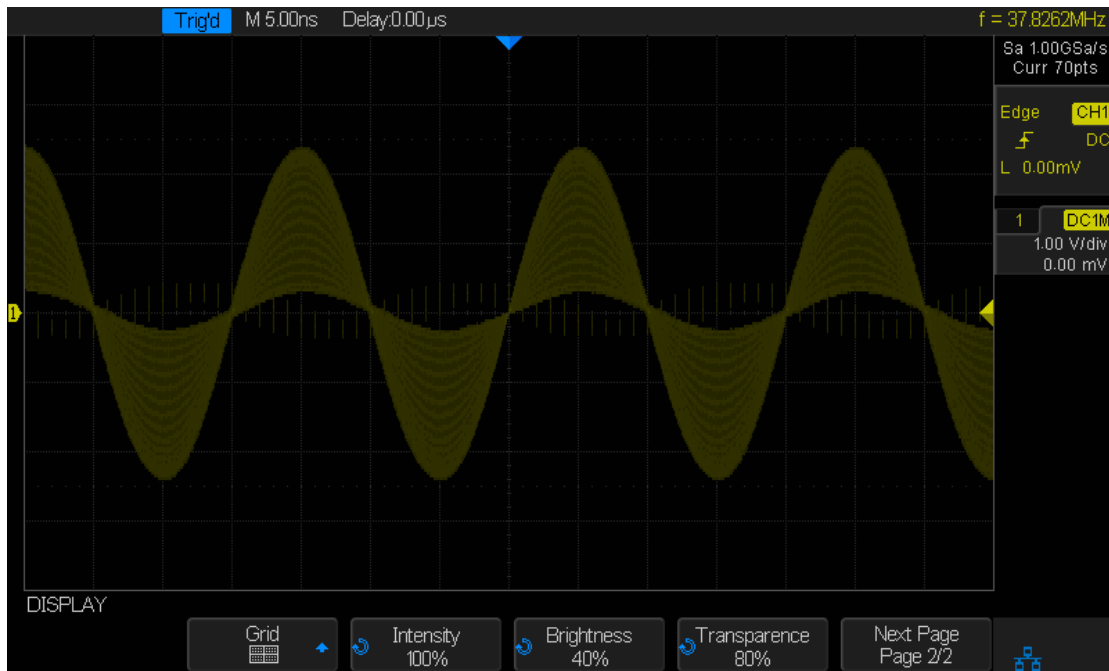 Trig'd M 5.00ns Delay:0.00µs f = 37.8262MHz
Sa 1.00GSa/s
Curr 70pts
Edge CH1
DC
L 0.00mV
1 DC1M
1.00 V/div
0.00 mV
1
DISPLAY
Grid Intensity Brightness Transparence Next Page
100% 40% 80% Page 2/2